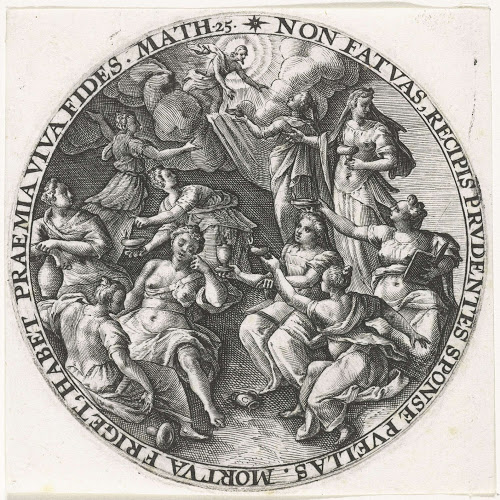 NON FATVAS, RECIPIS PRVDENTES SPONSE PVELLAS. MORTVA FRIGET, HABET PRAEMIA VIVA FIDES. MATH.25.